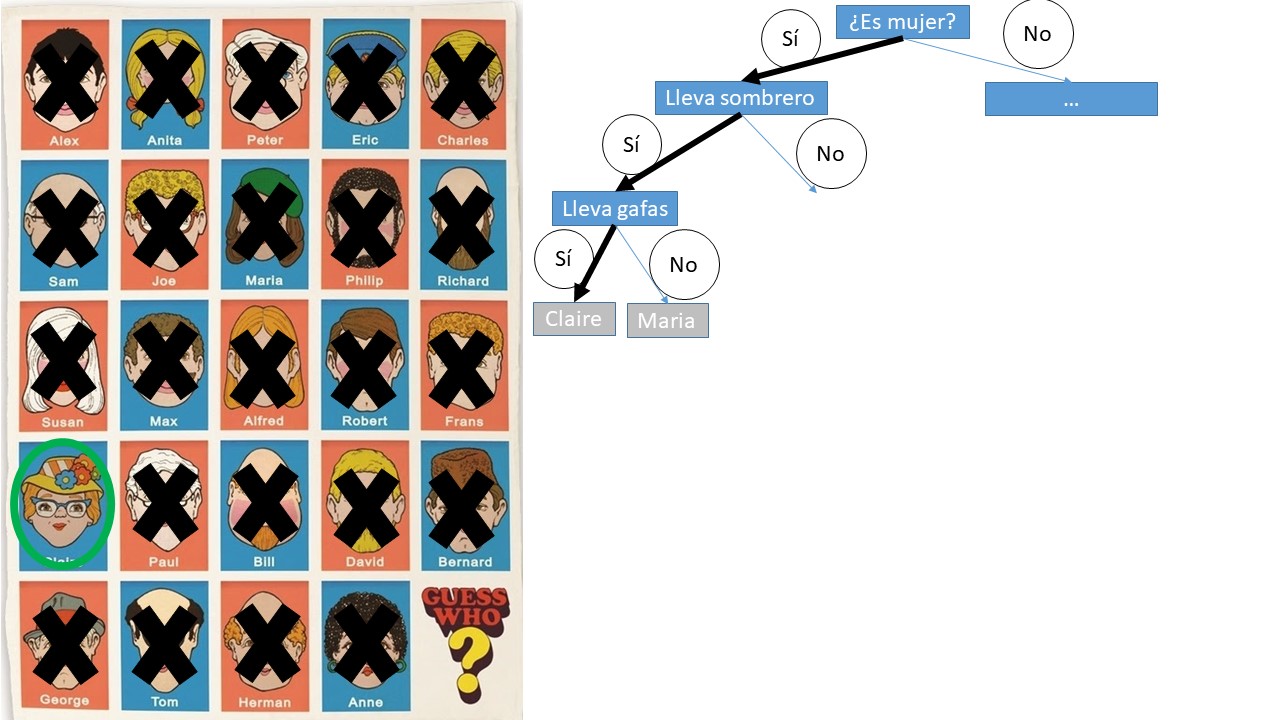 Alex
Anita
Peter
Eric
Charles
Sam
Joe
Maria
Philip
Richard
Susan
Max
Alfred
Robert
Frans
Paul
Bill
David
Bernard
George
Tom
Herman
Anne
GUESS
WHO
?
¿Es mujer?
Sí
No
Lleva sombrero
...
Sí
No
Lleva gafas
Sí
No
Claire
Maria